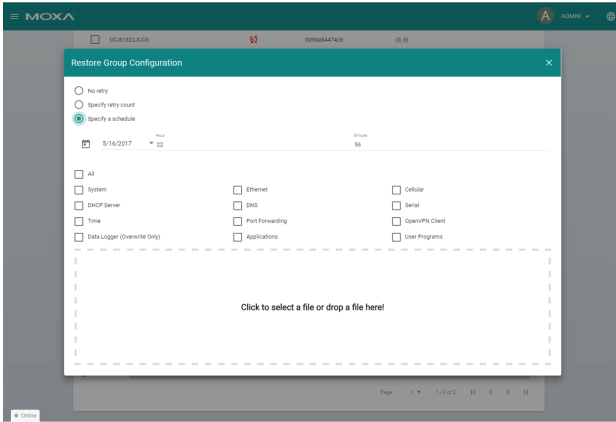 MOXA
A ADMIN
UC-8132-LX-CG 0090e84474c8 (0, 0)
Restore Group Configuration
No retry
Specify retry count
Specify a schedule
Hour Minute
5/16/2017 22 56
All
System Ethernet Cellular
DHCP Server DNS Serial
Time Port Forwarding OpenVPN Client
Data Logger (Overwrite Only) Applications User Programs
Click to select a file or drop a file here!
Page: 1 1 - 2 of 2
Online